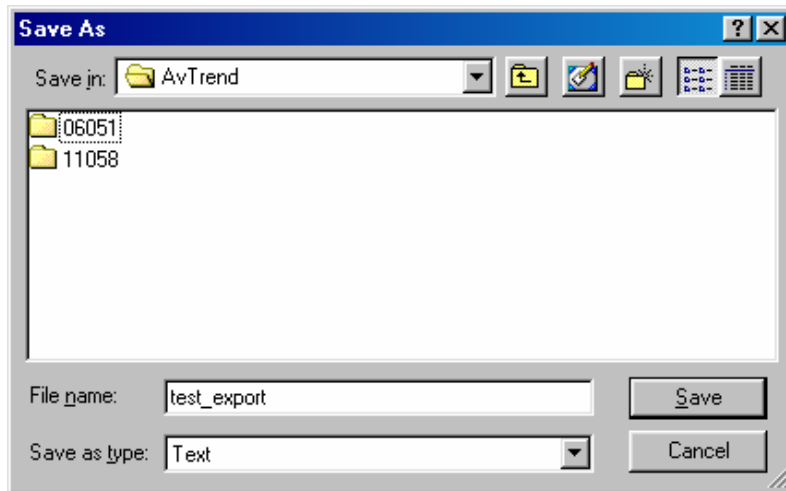 Save As
Save in: AvTrend
06051
11058
File name: test_export Save
Save as type: Text Cancel